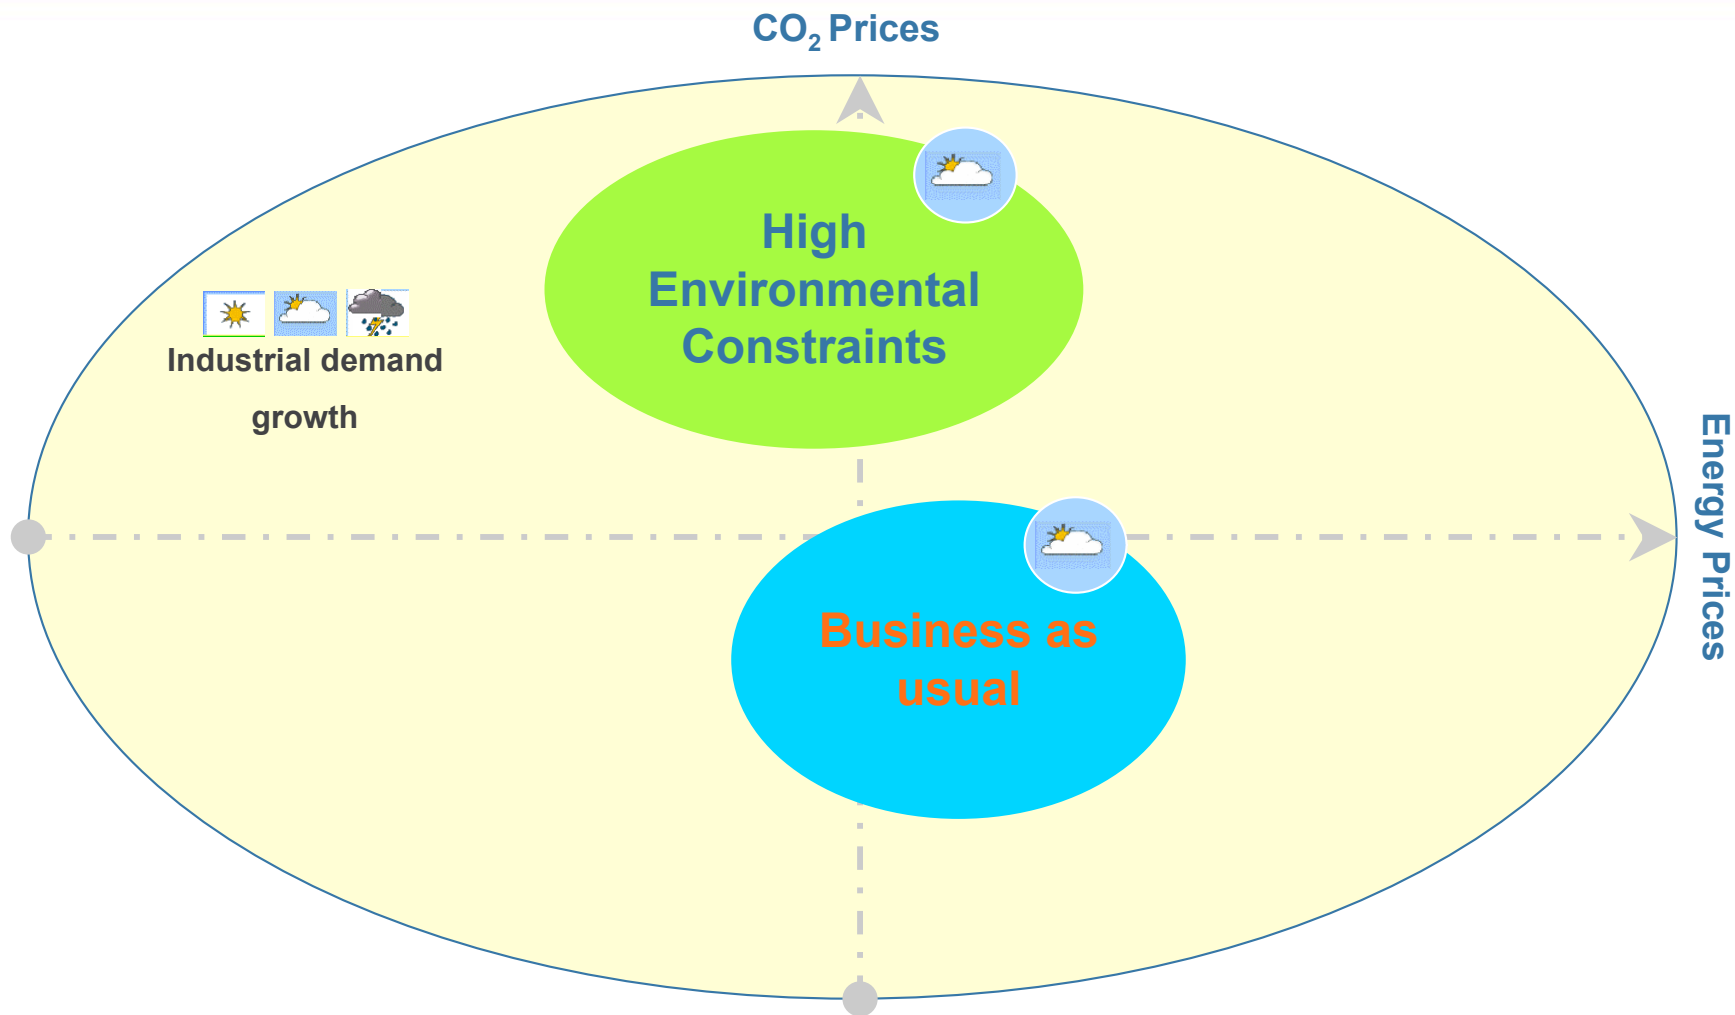 CO₂ Prices
High
Environmental
Constraints
Industrial demand
growth
Energy Prices
Business as
usual